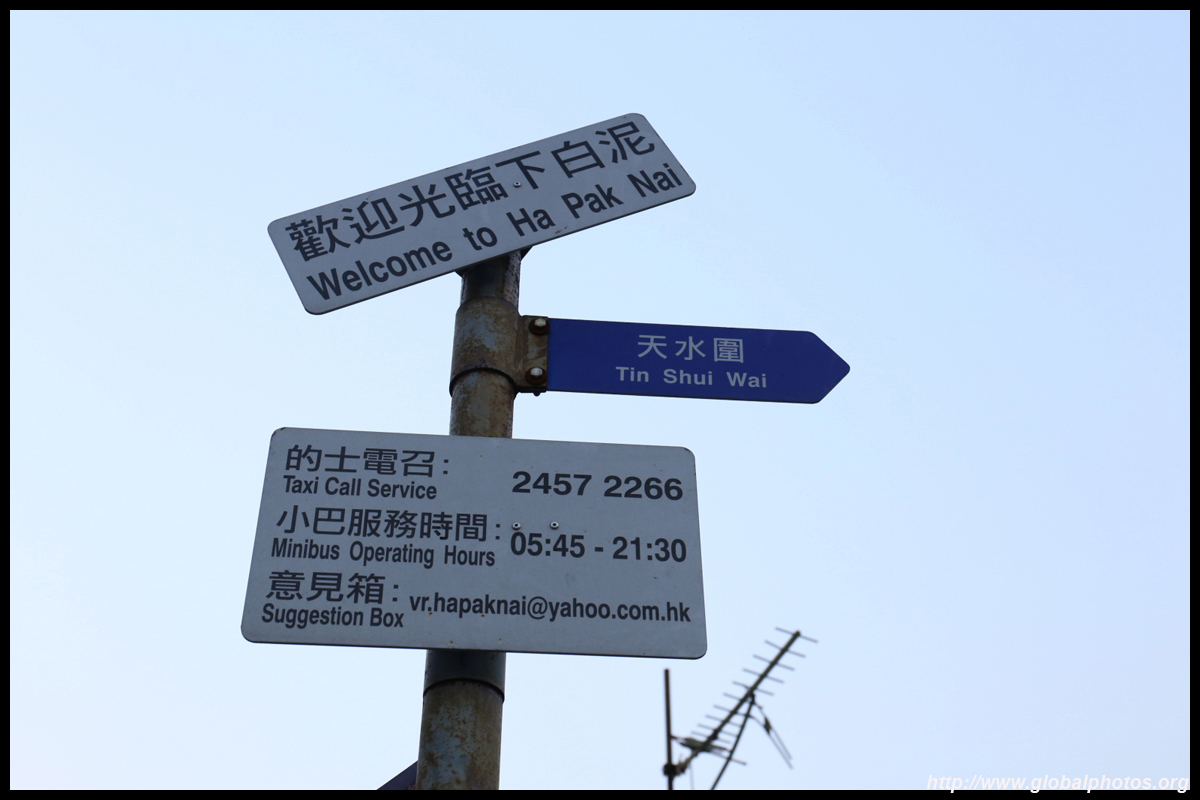 歡迎光臨下白泥
Welcome to Ha Pak Nai
天水圍
Tin Shui Wai
的士電召:
Taxi Call Service
2457 2266
小巴服務時間:
Minibus Operating Hours
05:45 - 21:30
意見箱:
Suggestion Box
vr.hapaknai@yahoo.com.hk
http://www.globalphotos.org